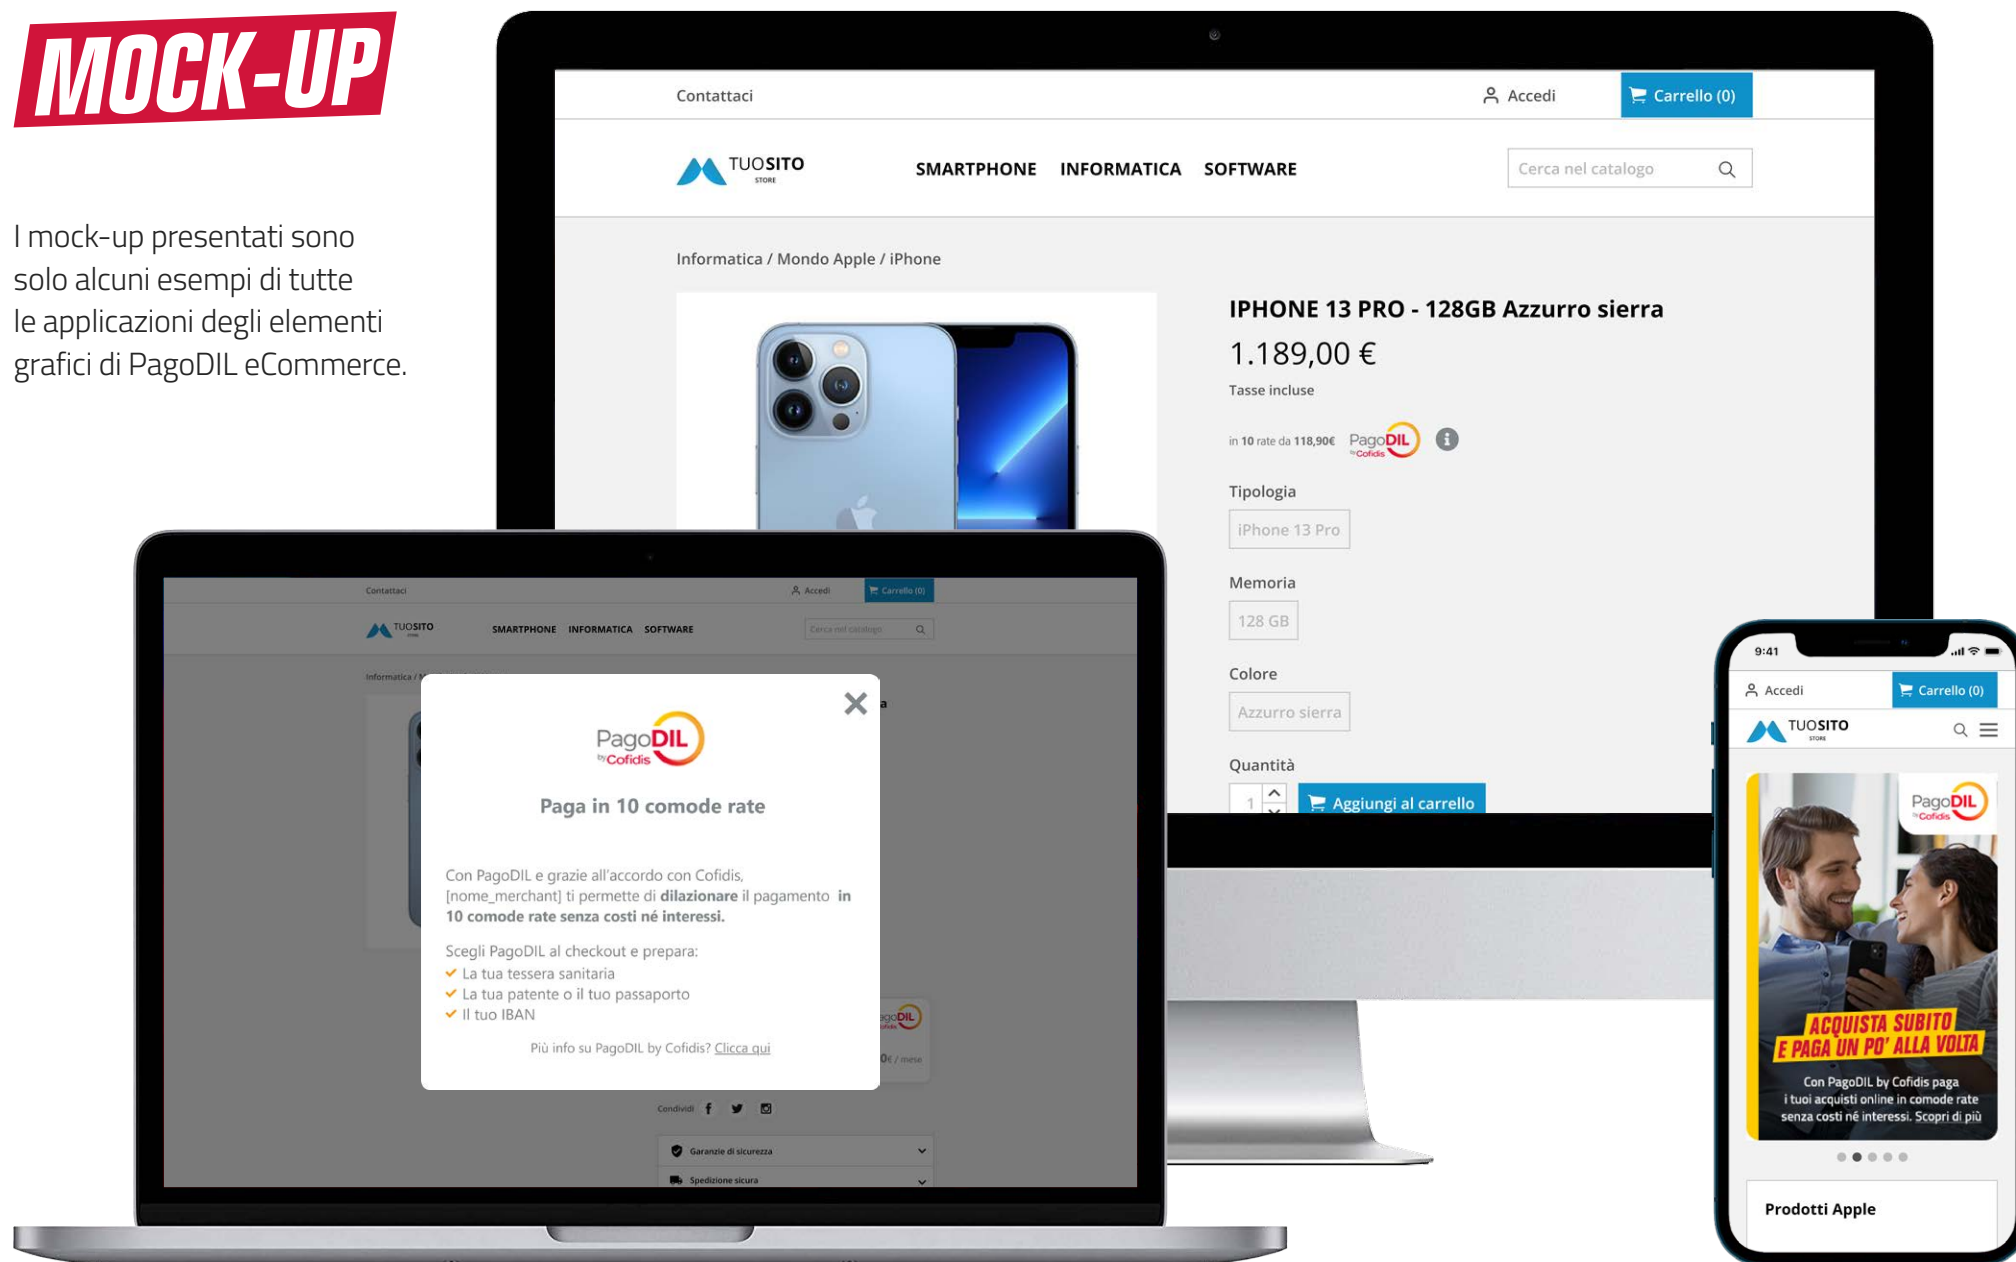 MOCK-UP
I mock-up presentati sono
solo alcuni esempi di tutte
le applicazioni degli elementi
grafici di PagoDIL eCommerce.
Contattaci
Accedi
Carrello (0)
TUOSITO
STORE
SMARTPHONE INFORMATICA SOFTWARE
Cerca nel catalogo
Informatica / Mondo Apple / iPhone
IPHONE 13 PRO - 128GB Azzurro sierra
1.189,00 €
Tasse incluse
in 10 rate da 118,90€
PagoDIL
by Cofidis
Tipologia
iPhone 13 Pro
Memoria
128 GB
Colore
Azzurro sierra
Quantità
1
Aggiungi al carrello
Contattaci
Accedi
Carrello (0)
TUOSITO
STORE
SMARTPHONE INFORMATICA SOFTWARE
Cerca nel catalogo
Informatica /
a
PagoDIL
by Cofidis
Paga in 10 comode rate
Con PagoDIL e grazie all'accordo con Cofidis,
[nome_merchant] ti permette di dilazionare il pagamento in
10 comode rate senza costi né interessi.
Scegli PagoDIL al checkout e prepara:
La tua tessera sanitaria
La tua patente o il tuo passaporto
Il tuo IBAN
Più info su PagoDIL by Cofidis? Clicca qui
agoDIL
0€ / mese
Condividi
Garanzie di sicurezza
Spedizione sicura
9:41
Accedi
Carrello (0)
TUOSITO
STORE
PagoDIL
by Cofidis
ACQUISTA SUBITO
E PAGA UN PO' ALLA VOLTA
Con PagoDIL by Cofidis paga
i tuoi acquisti online in comode rate
senza costi né interessi. Scopri di più
Prodotti Apple